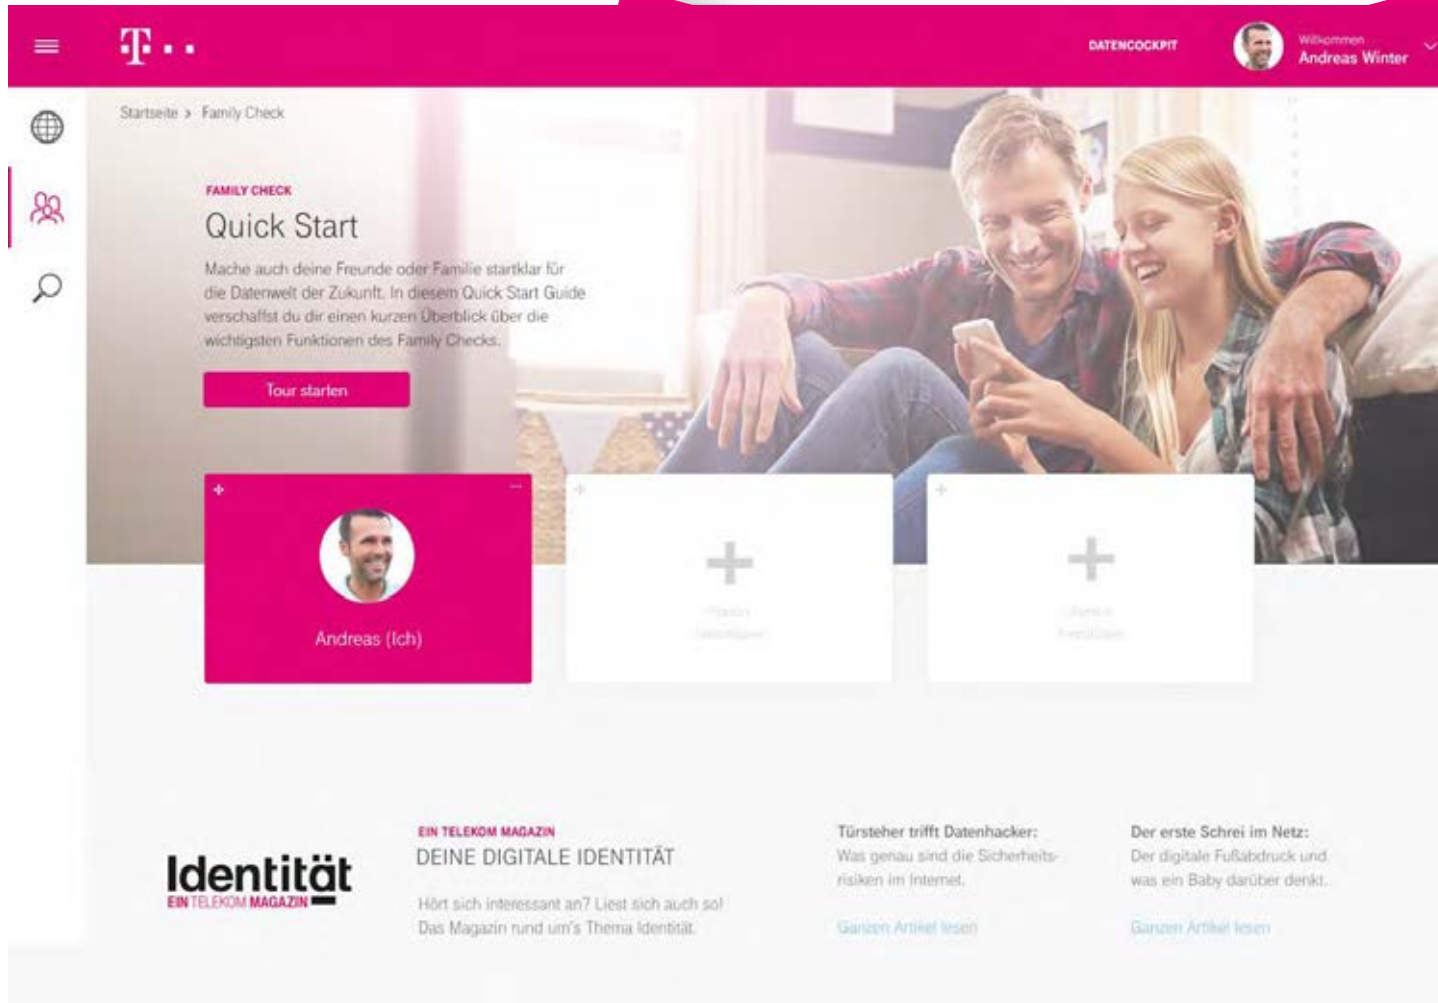 T
DATENCOCKPIT
Willkommen
Andreas Winter
Startseite > Family Check
FAMILY CHECK
Quick Start
Mache auch deine Freunde oder Familie startklar für
die Datenwelt der Zukunft. In diesem Quick Start Guide
verschaffst du dir einen kurzen Überblick über die
wichtigsten Funktionen des Family Checks.
Tour starten
Andreas (Ich)
Identität
EIN TELEKOM MAGAZIN
EIN TELEKOM MAGAZIN
DEINE DIGITALE IDENTITÄT
Hört sich interessant an? Liest sich auch so!
Das Magazin rund um's Thema Identität.
Türsteher trifft Datenhacker:
Was genau sind die Sicherheits-
risiken im Internet.
Ganzen Artikel lesen
Der erste Schrei im Netz:
Der digitale Fußabdruck und
was ein Baby darüber denkt.
Ganzen Artikel lesen